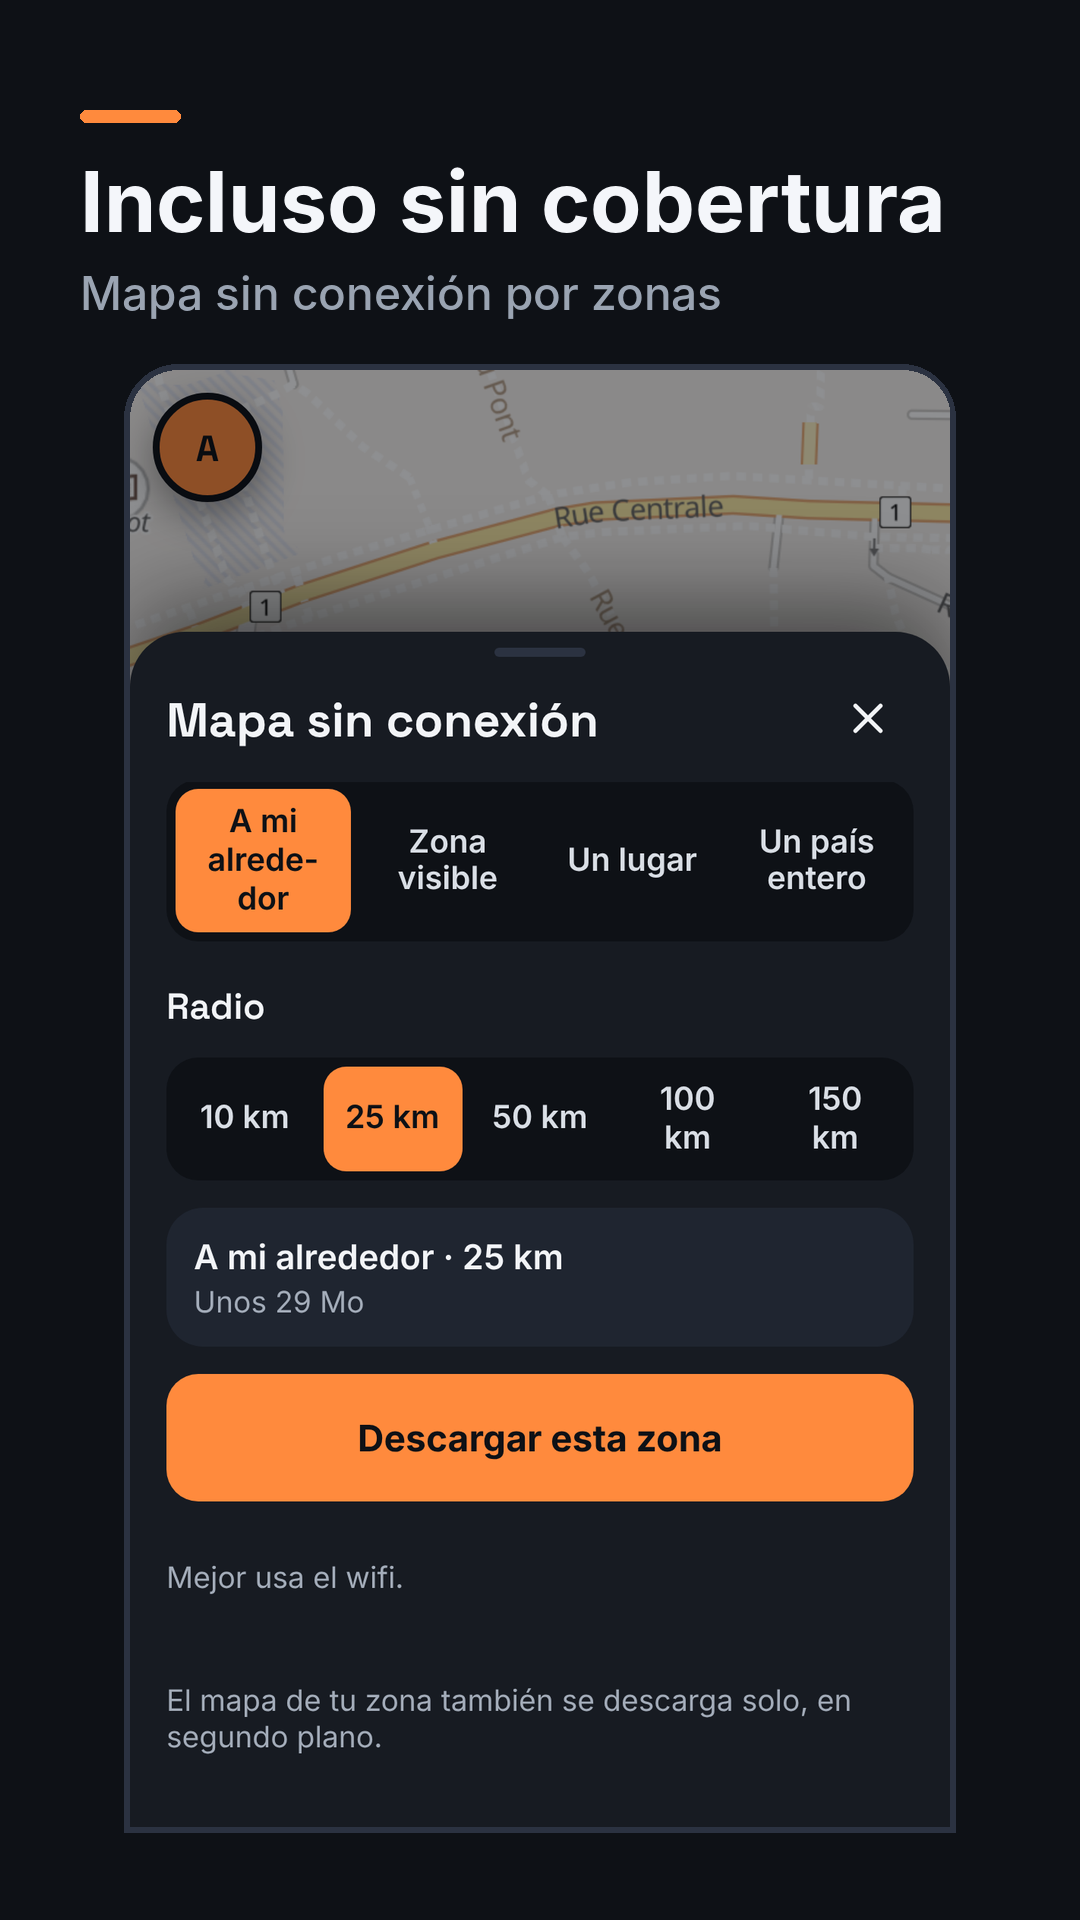 Incluso sin cobertura
Mapa sin conexión por zonas
Pont
A
ot
Rue Centrale
1
1
Rue
R
Mapa sin conexión
A mi
alrede-
dor
Zona
visible
Un lugar
Un país
entero
Radio
10 km
25 km
50 km
100
km
150
km
A mi alrededor · 25 km
Unos 29 Mo
Descargar esta zona
Mejor usa el wifi.
El mapa de tu zona también se descarga solo, en
segundo plano.